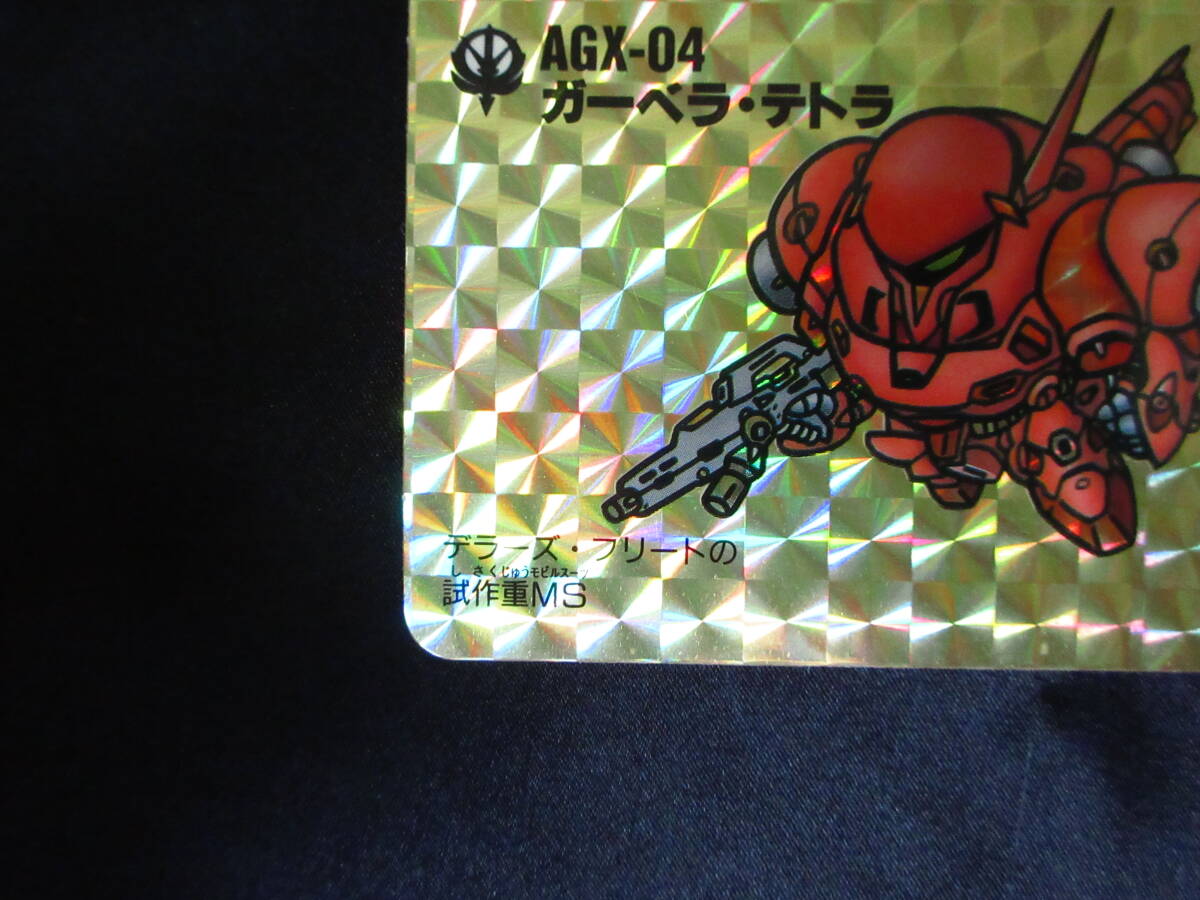 AGX-04
ガーベラ・テトラ
デラーズ・フリートの
しさくじゅうモビルスーツ
試作重MS